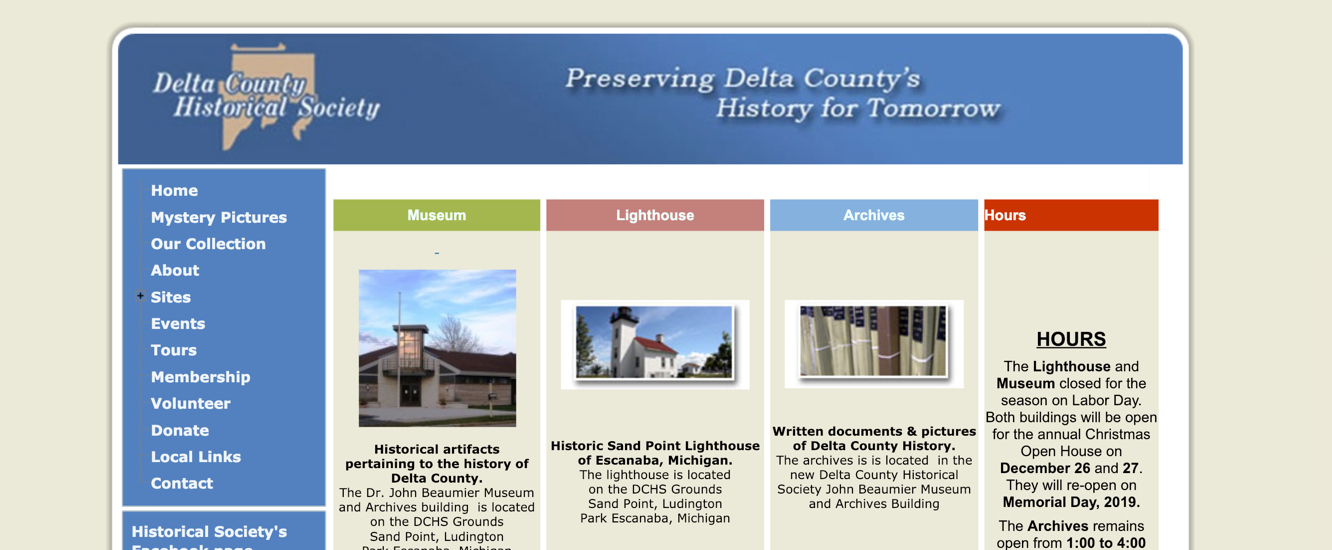 Delta County
Historical Society
Preserving Delta County's
History for Tomorrow
Home
Mystery Pictures
Our Collection
About
+ Sites
Events
Tours
Membership
Volunteer
Donate
Local Links
Contact
Historical Society's
Facebook page
Museum
-
Historical artifacts
pertaining to the history of
Delta County.
The Dr. John Beaumier Museum
and Archives building is located
on the DCHS Grounds
Sand Point, Ludington
Park Escanaba, Michigan
Lighthouse
Historic Sand Point Lighthouse
of Escanaba, Michigan.
The lighthouse is located
on the DCHS Grounds
Sand Point, Ludington
Park Escanaba, Michigan
Archives
Written documents & pictures
of Delta County History.
The archives is is located in the
new Delta County Historical
Society John Beaumier Museum
and Archives Building
Hours
HOURS
The Lighthouse and
Museum closed for the
season on Labor Day.
Both buildings will be open
for the annual Christmas
Open House on
December 26 and 27.
They will re-open on
Memorial Day, 2019.
The Archives remains
open from 1:00 to 4:00